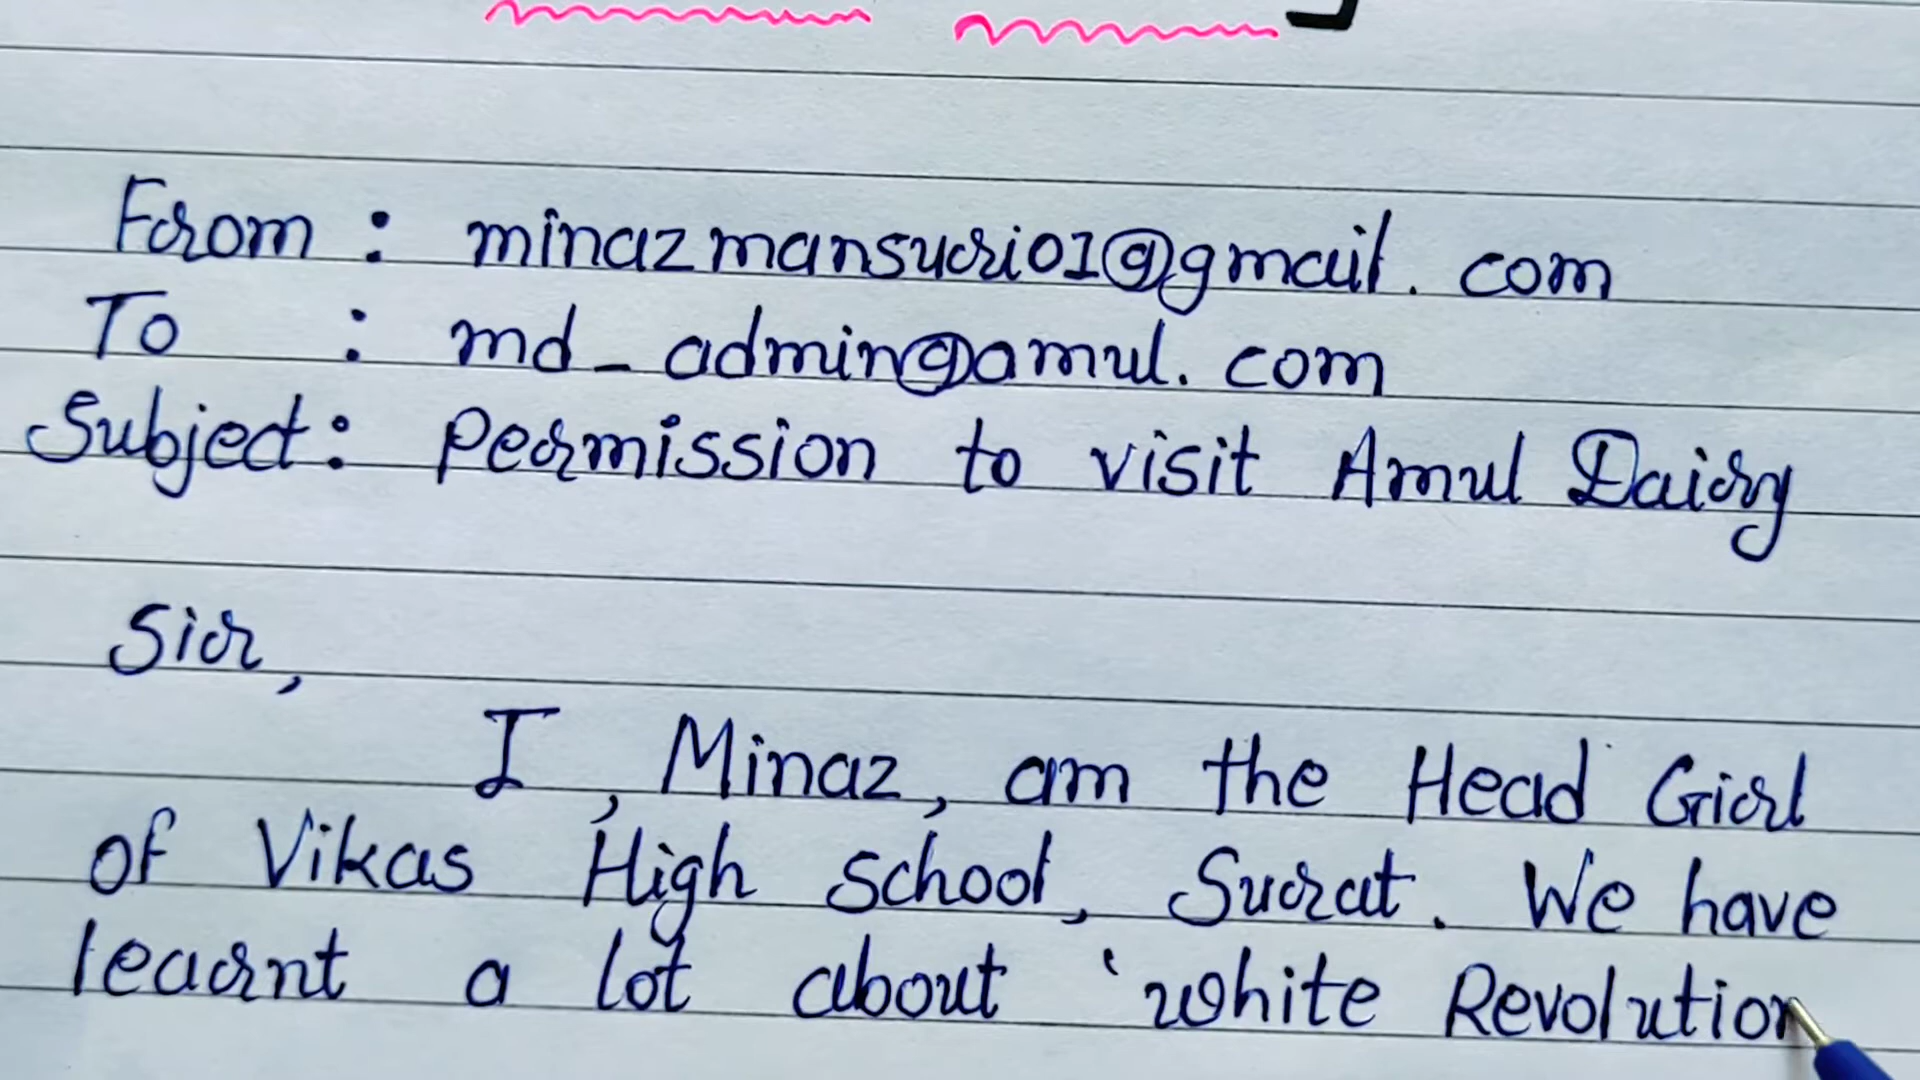 From : minazmansuri01@gmail.com
To : md_admin@amul.com
Subject: Permission to visit Amul Dairy
Sir,
I, Minaz, am the Head Girl
of Vikas High school, Surat. We have
learnt a lot about 'white Revolution